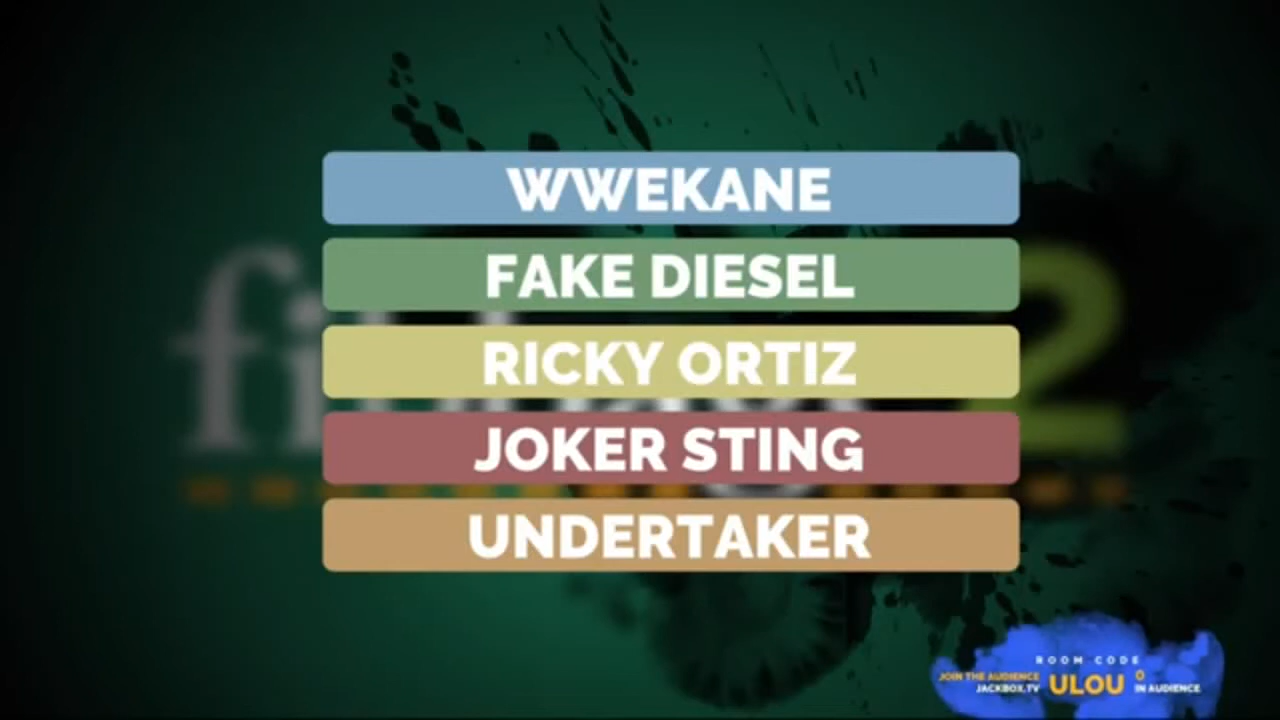 WWEKANE
FAKE DIESEL
RICKY ORTIZ
JOKER STING
UNDERTAKER
2
ROOM CODE
JOIN THE AUDIENCE
JACKBOX.TV
ULOU
0
IN AUDIENCE